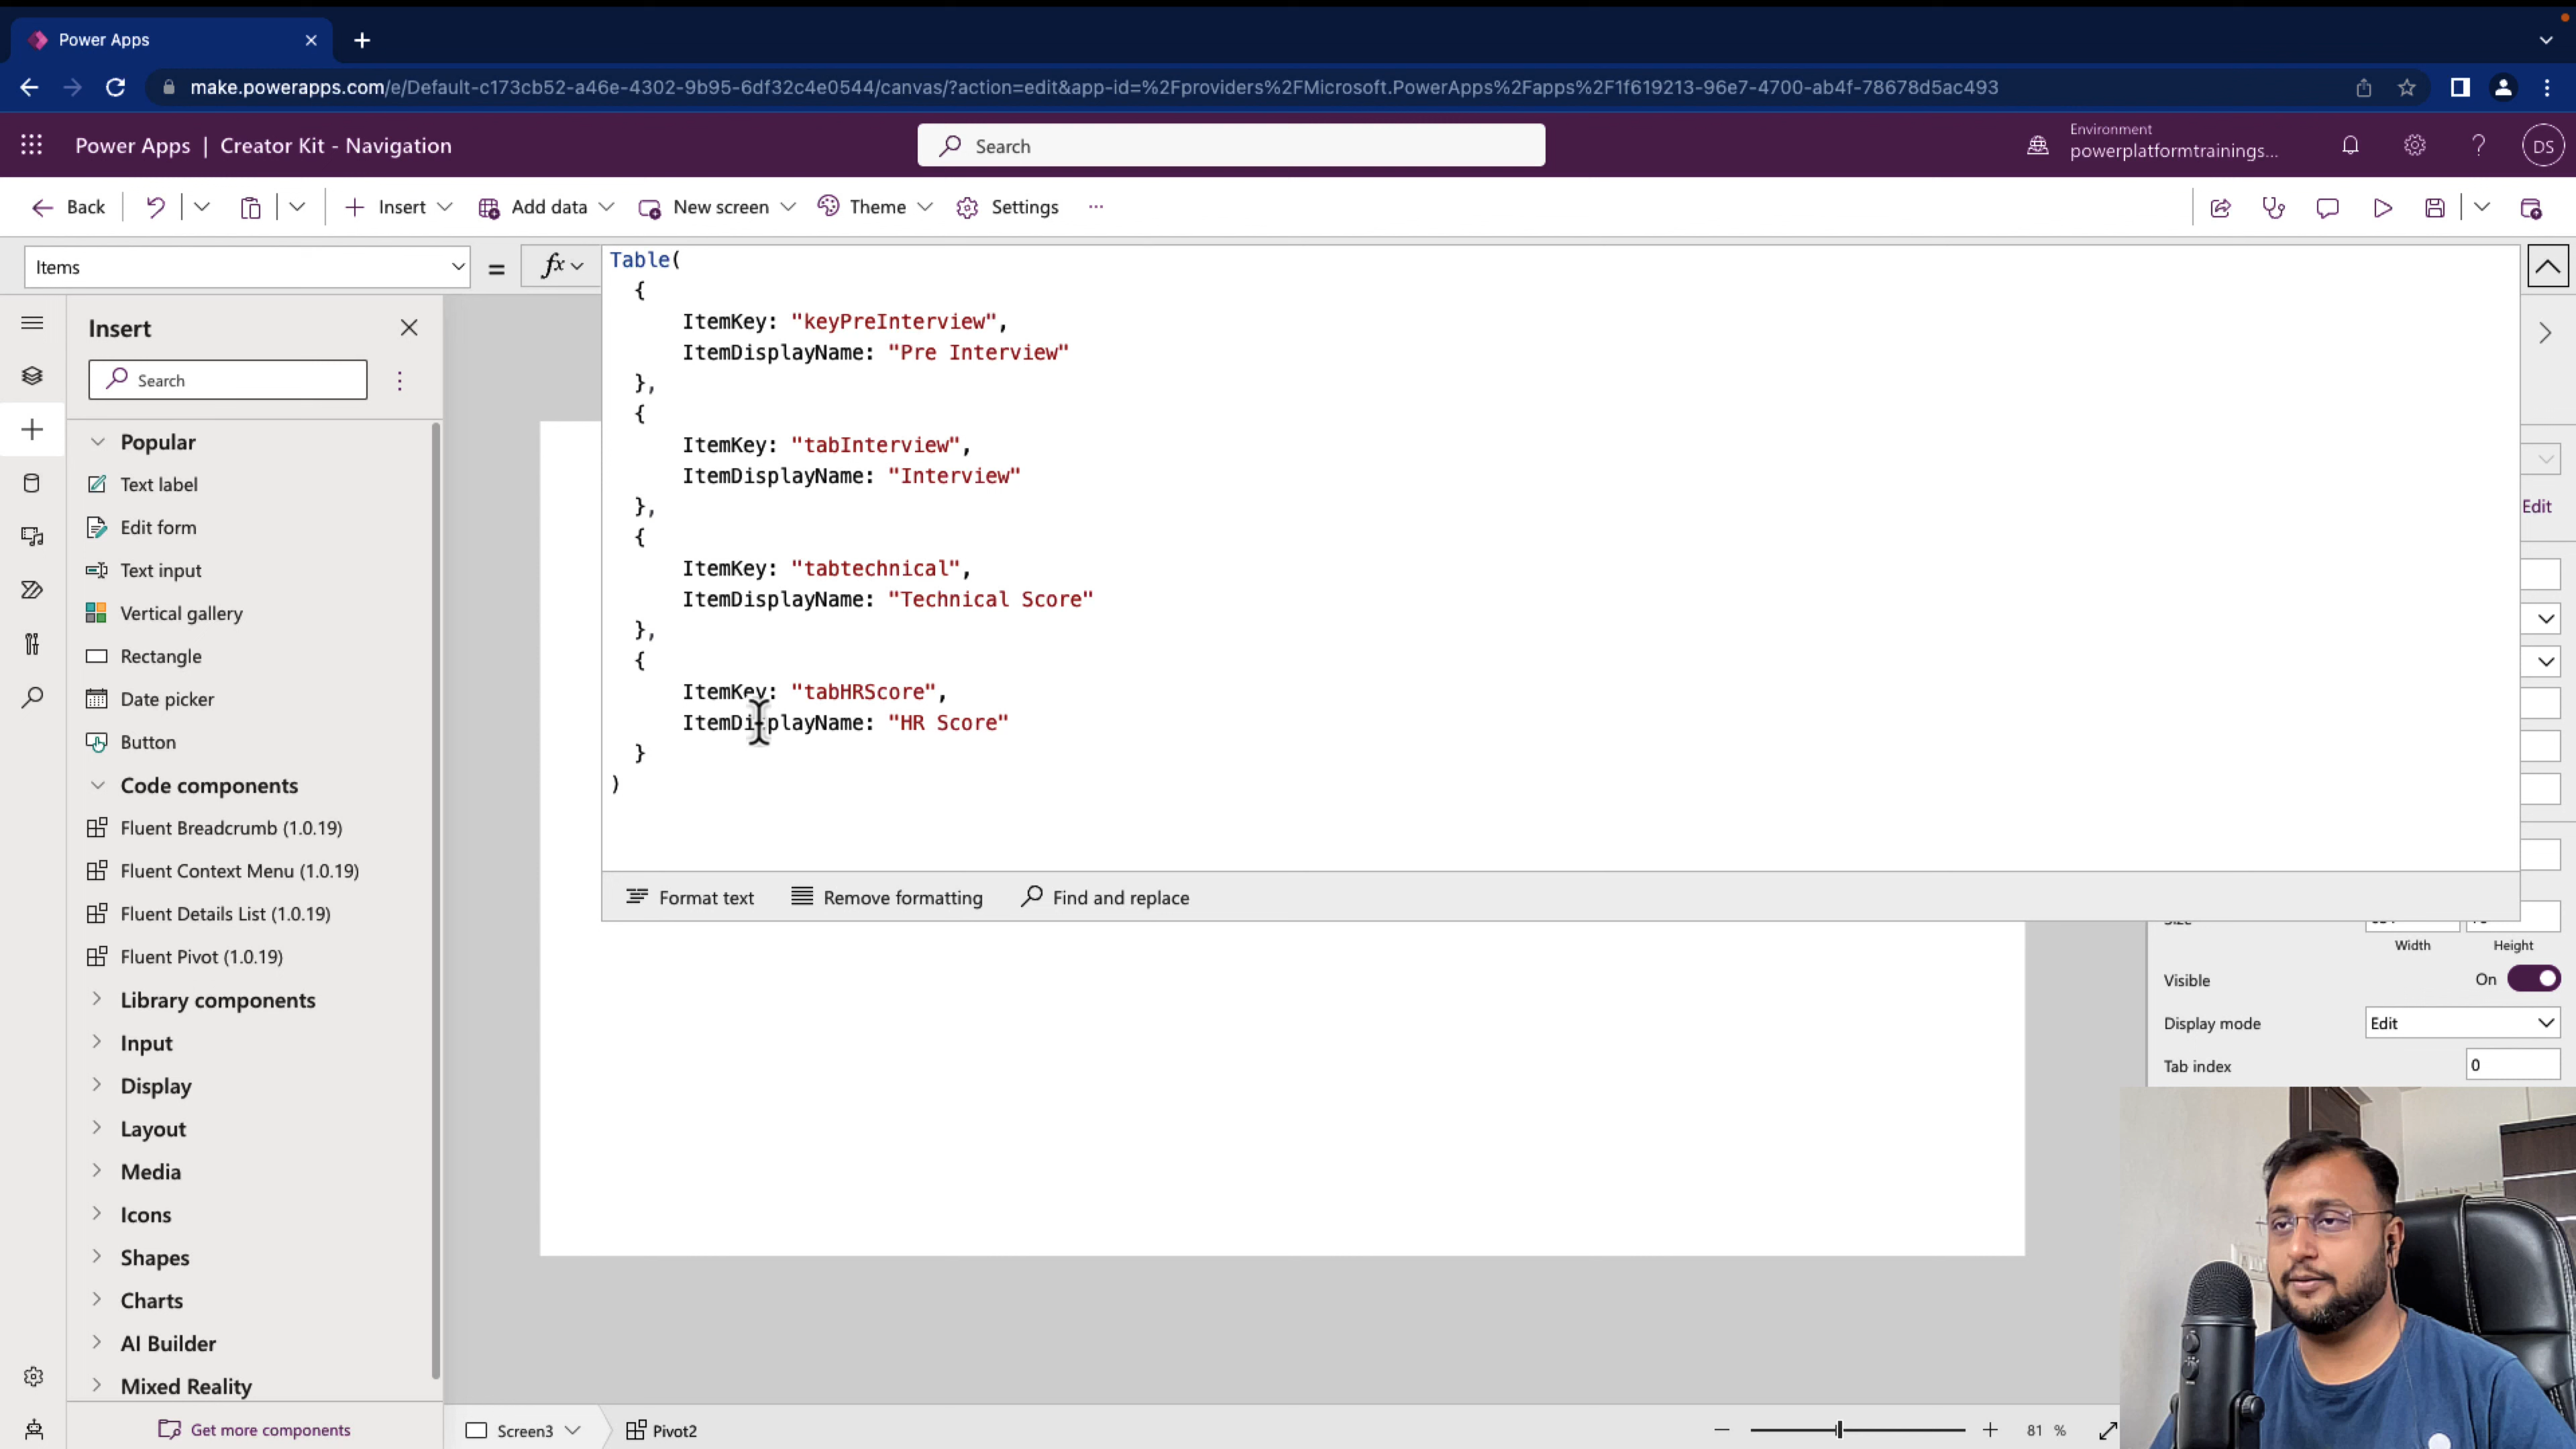 Power Apps
make.powerapps.com/e/Default-c173cb52-a46e-4302-9b95-6df32c4e0544/canvas/?action=edit&app-id=%2Fproviders%2FMicrosoft.PowerApps%2Fapps%2F1f619213-96e7-4700-ab4f-78678d5ac493
Power Apps | Creator Kit - Navigation
Search
Environment
powerplatformtrainings...
DS
Back
Insert
Add data
New screen
Theme
Settings
Items
=
fx
Table(
{
ItemKey: "keyPreInterview",
ItemDisplayName: "Pre Interview"
},
{
ItemKey: "tabInterview",
ItemDisplayName: "Interview"
},
{
ItemKey: "tabtechnical",
ItemDisplayName: "Technical Score"
},
{
ItemKey: "tabHRScore",
ItemDisplayName: "HR Score"
}
)
Format text
Remove formatting
Find and replace
Insert
Search
Popular
Text label
Edit form
Text input
Vertical gallery
Rectangle
Date picker
Button
Code components
Fluent Breadcrumb (1.0.19)
Fluent Context Menu (1.0.19)
Fluent Details List (1.0.19)
Fluent Pivot (1.0.19)
Library components
Input
Display
Layout
Media
Icons
Shapes
Charts
AI Builder
Mixed Reality
Get more components
Edit
Width
Height
Visible
On
Display mode
Edit
Tab index
0
Screen3
Pivot2
81 %